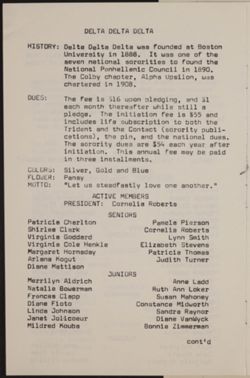 DELTA DELTA DELTA
HISTORY: Delta Delta Delta was founded at Boston
University in 1888. It was one of the
seven national sororities to found the
National Panhellenic Council in 1890.
The Colby chapter, Alpha Upsilon, was
chartered in 1908.
DUES: The fee is $16 upon pledging, and $1
each month thereafter while still a
pledge. The initiation fee is $55 and
includes life subscription to both the
Trident and the Contact (sorority publi-
cations), the pin, and the national dues.
The sorority dues are $54 each year after
initiation. This annual fee may be paid
in three installments.
COLORS: Silver, Gold and Blue
FLOWER: Pansy
MOTTO: "Let us steadfastly love one another."
ACTIVE MEMBERS
PRESIDENT: Cornelia Roberts
SENIORS
Patricia Charlton Pamela Pierson
Shirlee Clark Cornelia Roberts
Virginia Goddard Lynn Smith
Virginia Cole Henkle Elizabeth Stevens
Margaret Hornaday Patricia Thomas
Arlene Judith Turner
Diane Mattison
JUNIORS
Merrilyn Aldrich Anne Ladd
Natalie Bowerman Ruth Ann Loker
Frances Clapp Susan Mahoney
Diane Constance Midworth
Linda Johnson Sandra Raynor
Janet Diane VanWyck
Mildred Kouba Bonnie Zimmerman
cont'd